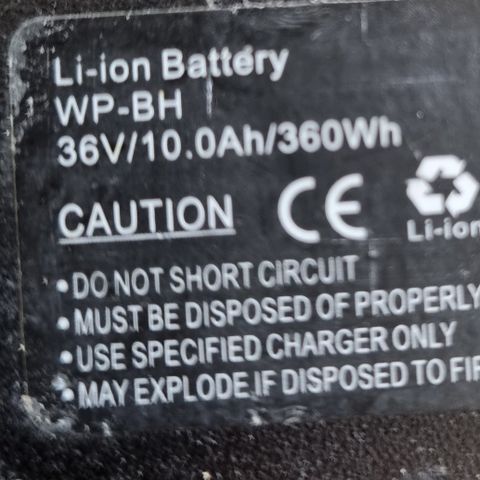 Li-ion Battery
WP-BH
36V/10.0Ah/360Wh
CAUTION CE
Li-ion
•DO NOT SHORT CIRCUIT
•MUST BE DISPOSED OF PROPERLY
•USE SPECIFIED CHARGER ONLY
•MAY EXPLODE IF DISPOSED TO FIR